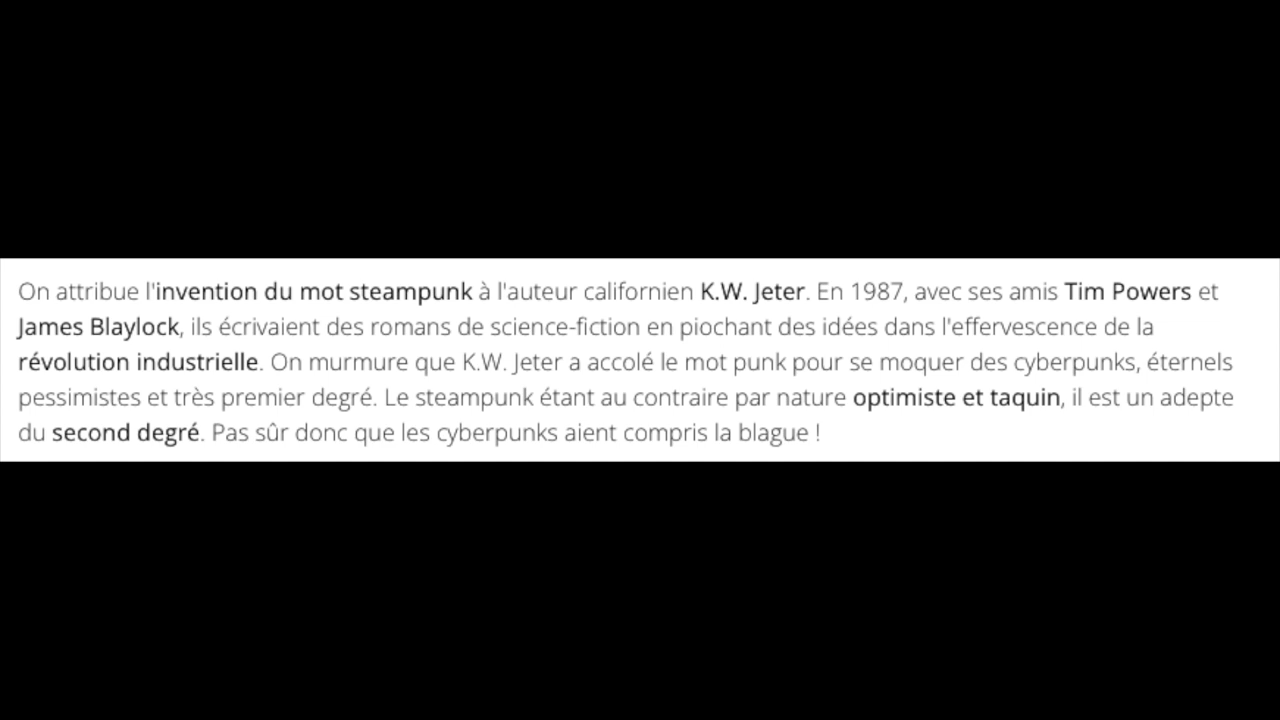 On attribue l'invention du mot steampunk à l'auteur californien K.W. Jeter. En 1987, avec ses amis Tim Powers et
James Blaylock, ils écrivaient des romans de science-fiction en piochant des idées dans l'effervescence de la
révolution industrielle. On murmure que K.W. Jeter a accolé le mot punk pour se moquer des cyberpunks, éternels
pessimistes et très premier degré. Le steampunk étant au contraire par nature optimiste et taquin, il est un adepte
du second degré. Pas sûr donc que les cyberpunks aient compris la blague !